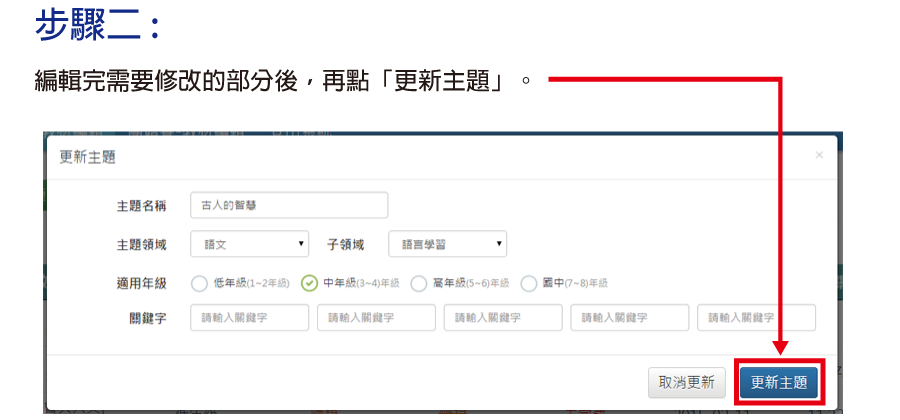 步驟二：
編輯完需要修改的部分後，再點「更新主題」。
更新主題 ×
主題名稱 古人的智慧
主題領域 語文 子領域 語言學習
適用年級 低年級(1~2年級) 中年級(3~4)年級 高年級(5~6)年級 國中(7~8)年級
關鍵字 請輸入關鍵字 請輸入關鍵字 請輸入關鍵字 請輸入關鍵字 請輸入關鍵字
取消更新 更新主題